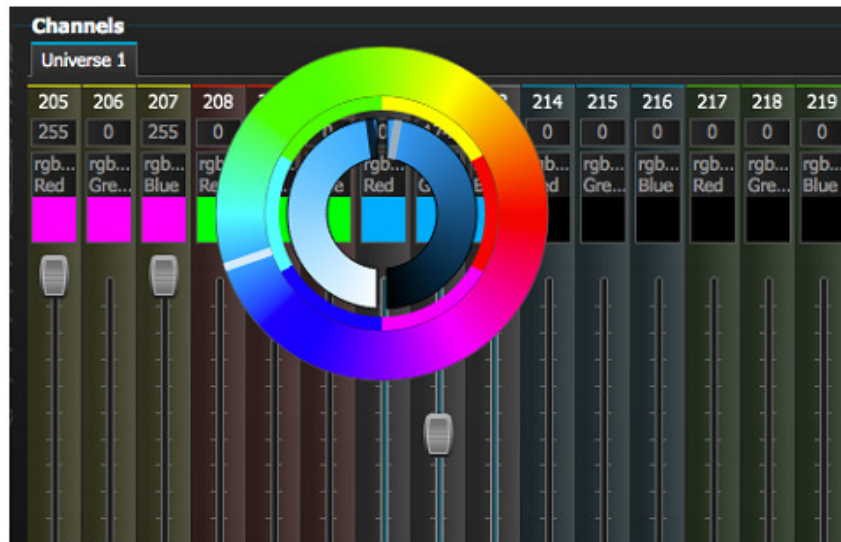 Channels
Universe 1
205 206 207 208 214 215 216 217 218 219
255 0 255 0 0 0 0 0 0 0
rgb... rgb... rgb... rgb... rgb... rgb... rgb... rgb... rgb...
Red Gre... Blue Red Gre... Blue Red Gre... Blue